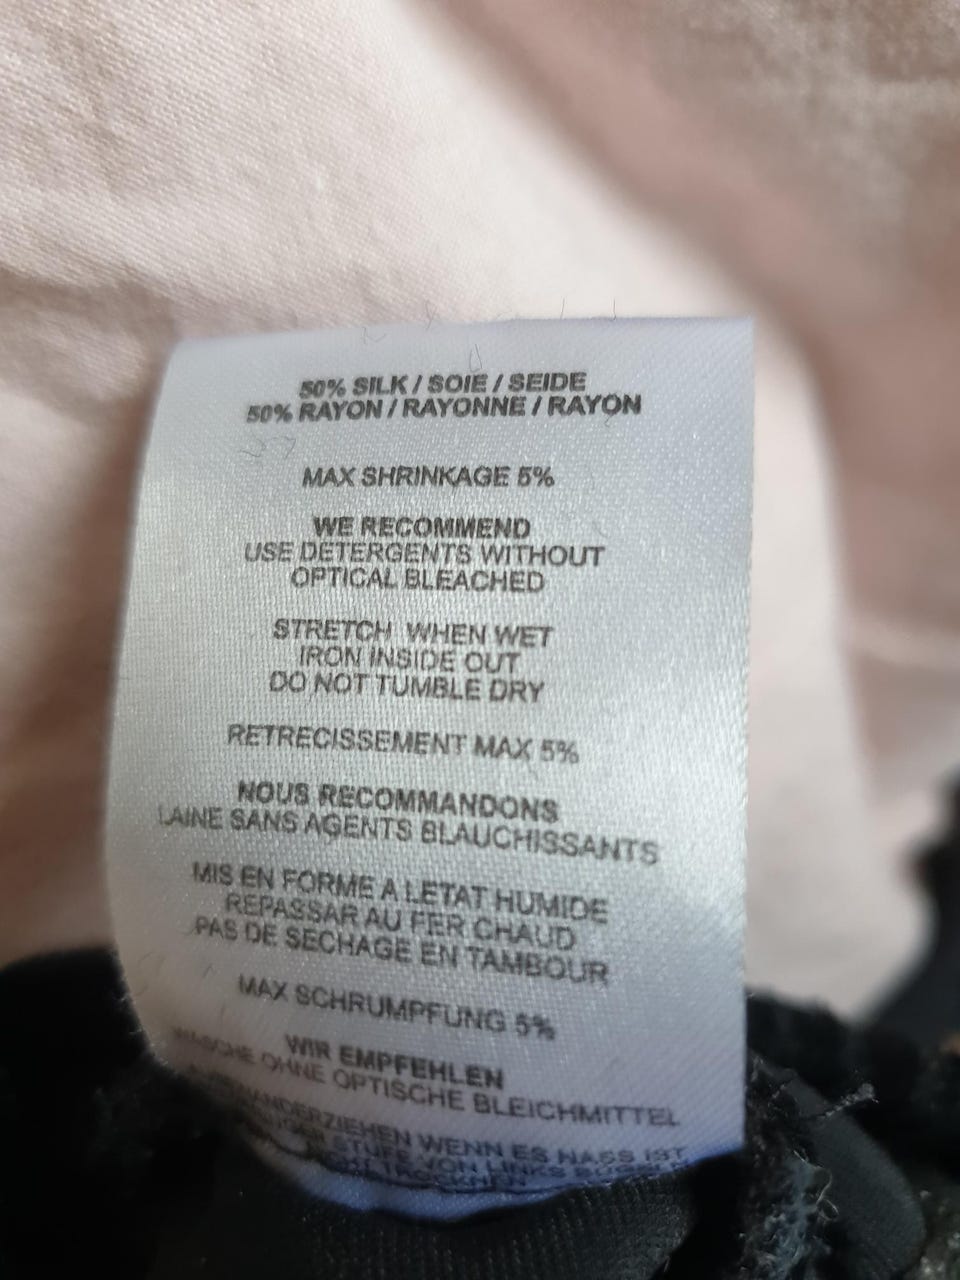 50% SILK / SOIE / SEIDE
50% RAYON / RAYONNE / RAYON
MAX SHRINKAGE 5%
WE RECOMMEND
USE DETERGENTS WITHOUT
OPTICAL BLEACHED
STRETCH WHEN WET
IRON INSIDE OUT
DO NOT TUMBLE DRY
RETRECISSEMENT MAX 5%
NOUS RECOMMANDONS
LAINE SANS AGENTS BLAUCHISSANTS
MIS EN FORME A LETAT HUMIDE
REPASSAR AU FER CHAUD
PAS DE SECHAGE EN TAMBOUR
MAX SCHRUMPFUNG 5%
WIR EMPFEHLEN
WASCHE OHNE OPTISCHE BLEICHMITTEL
WENN ES NASS IST
STUFE VON LINKS